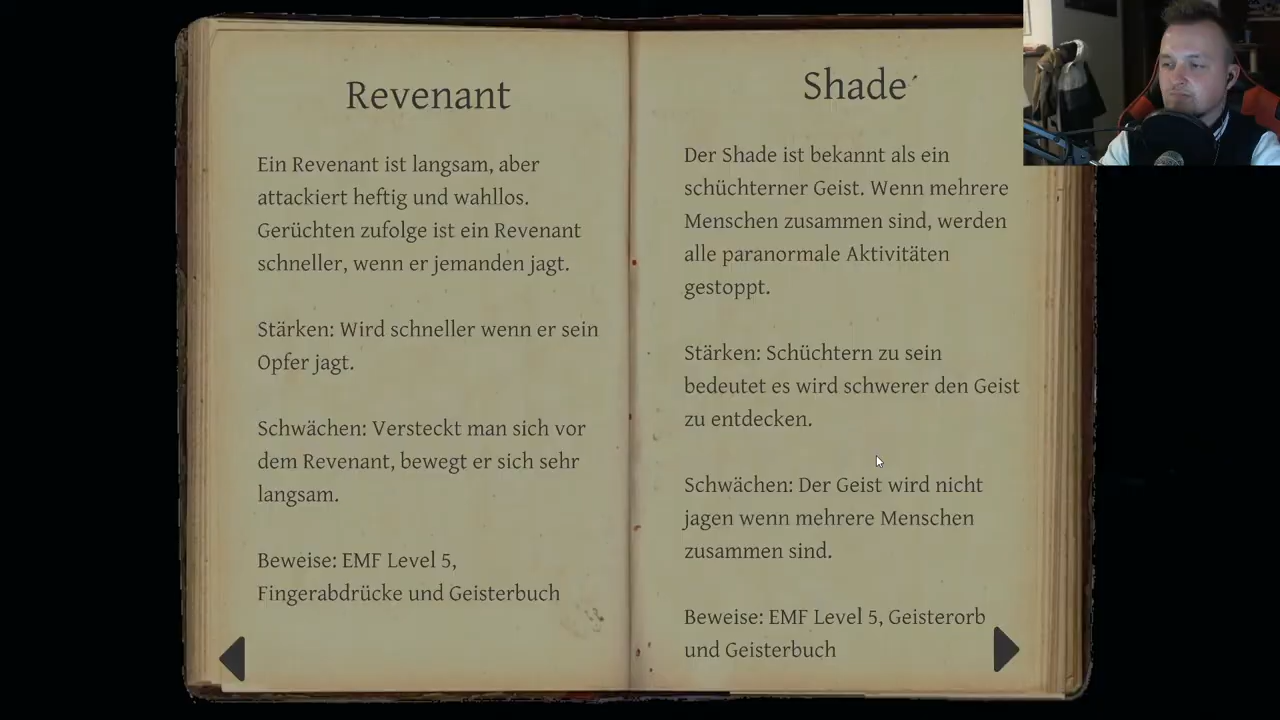 Revenant
Ein Revenant ist langsam, aber
attackiert heftig und wahllos.
Gerüchten zufolge ist ein Revenant
schneller, wenn er jemanden jagt.
Stärken: Wird schneller wenn er sein
Opfer jagt.
Schwächen: Versteckt man sich vor
dem Revenant, bewegt er sich sehr
langsam.
Beweise: EMF Level 5,
Fingerabdrücke und Geisterbuch
Shade´
Der Shade ist bekannt als ein
schüchterner Geist. Wenn mehrere
Menschen zusammen sind, werden
alle paranormale Aktivitäten
gestoppt.
Stärken: Schüchtern zu sein
bedeutet es wird schwerer den Geist
zu entdecken.
Schwächen: Der Geist wird nicht
jagen wenn mehrere Menschen
zusammen sind.
Beweise: EMF Level 5, Geisterorb
und Geisterbuch